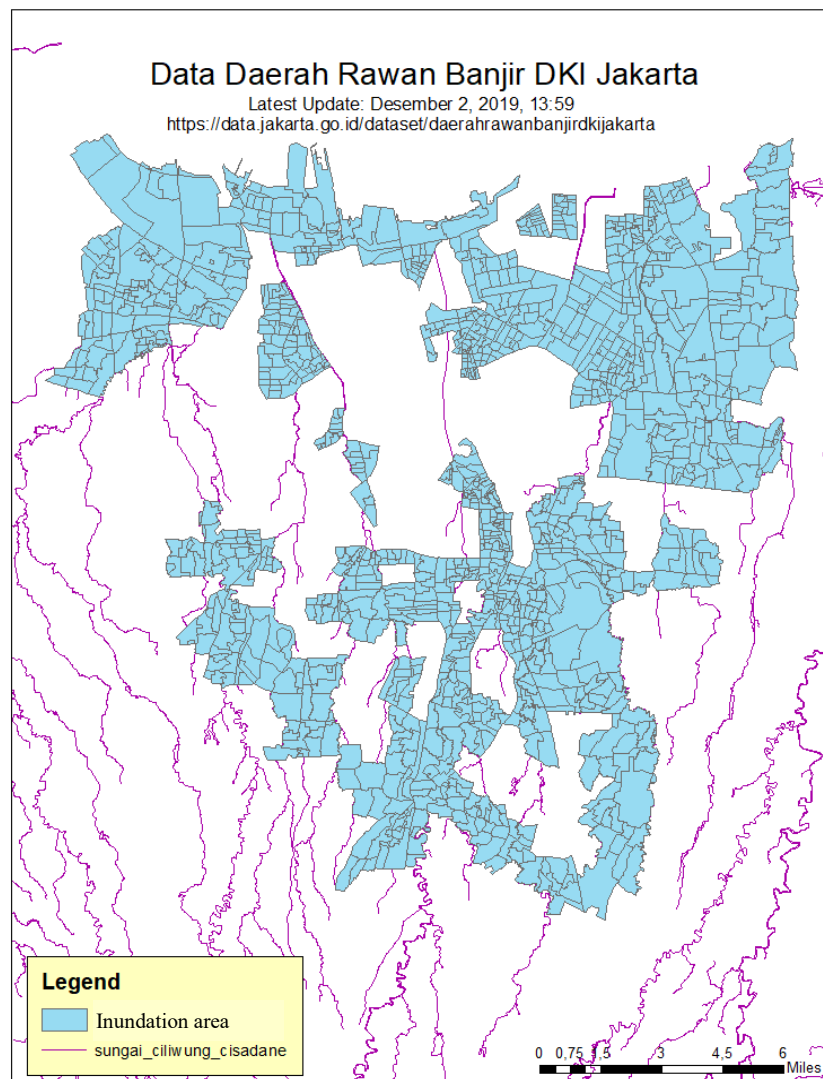 Data Daerah Rawan Banjir DKI Jakarta
Latest Update: Desember 2, 2019, 13:59
https://data.jakarta.go.id/dataset/daerahrawanbanjirdkijakarta
Legend
Inundation area
sungai_ciliwung_cisadane
0 0,75 1,5 3 4,5 6
Miles